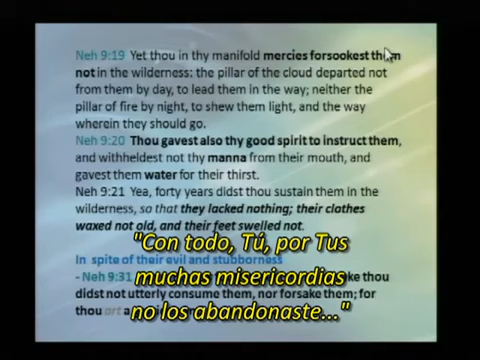 Neh 9:19 Yet thou in thy manifold mercies forsookest them
not in the wilderness: the pillar of the cloud departed not
from them by day, to lead them in the way; neither the
pillar of fire by night, to shew them light, and the way
wherein they should go.
Neh 9:20 Thou gavest also thy good spirit to instruct them,
and withheldest not thy manna from their mouth, and
gavest them water for their thirst.
Neh 9:21 Yea, forty years didst thou sustain them in the
wilderness, so that they lacked nothing; their clothes
waxed not old, and their feet swelled not.
In spite of their evil and stubborness
- Neh 9:31 thou
didst not utterly consume them, nor forsake them; for
thou art a
"Con todo, Tú, por Tus
muchas misericordias
no los abandonaste..."